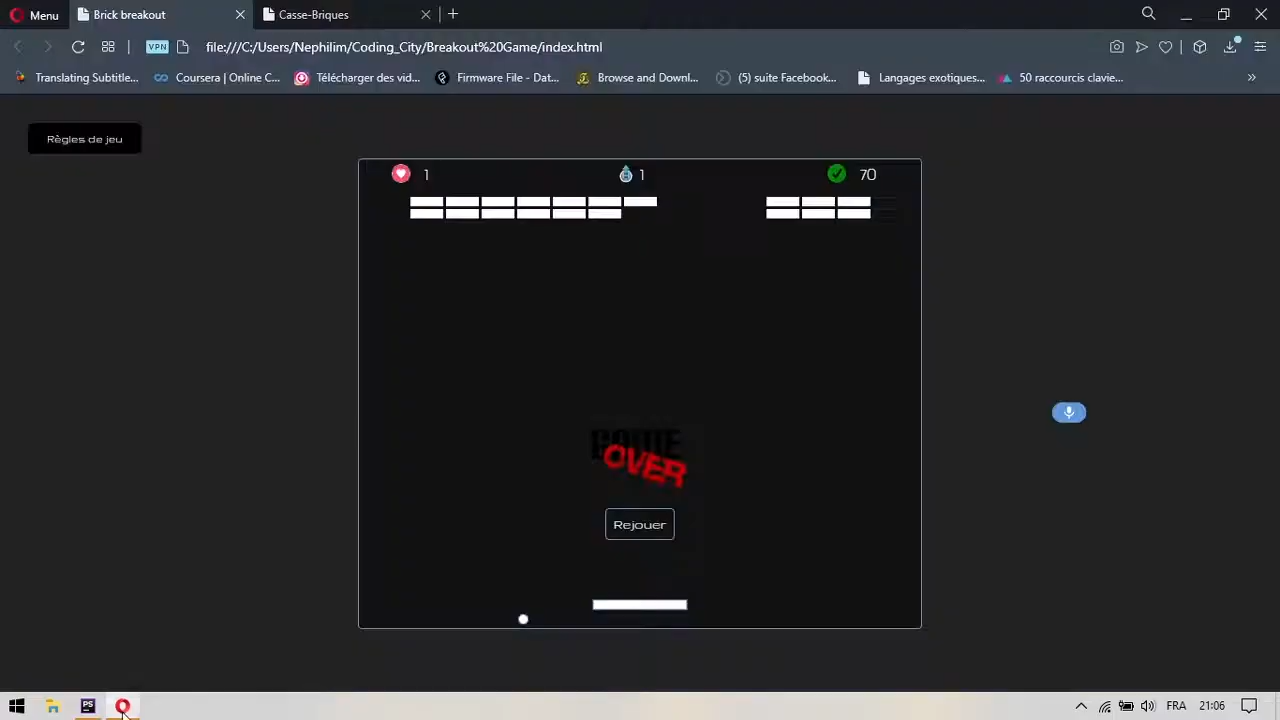 Menu
Brick breakout
Casse-Briques
VPN
file:///C:/Users/Nephilim/Coding_City/Breakout%20Game/index.html
Translating Subtitle...
Coursera | Online C...
Télécharger des vid...
Firmware File - Dat...
Browse and Downl...
(5) suite Facebook...
Langages exotiques...
50 raccourcis clavie...
»
Règles de jeu
1
1
70
GAME
OVER
Rejouer
PS
FRA
21:06